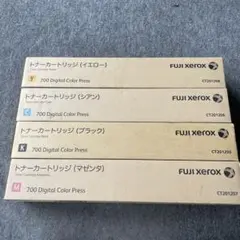 トナーカートリッジ (イエロー)
Y 700 Digital Color Press
FUJI XEROX
トナーカートリッジ (シアン)
C 700 Digital Color Press
FUJI XEROX
トナーカートリッジ (ブラック)
K 700 Digital Color Press
FUJI XEROX
トナーカートリッジ (マゼンタ)
M 700 Digital Color Press
FUJI XEROX
CT201257